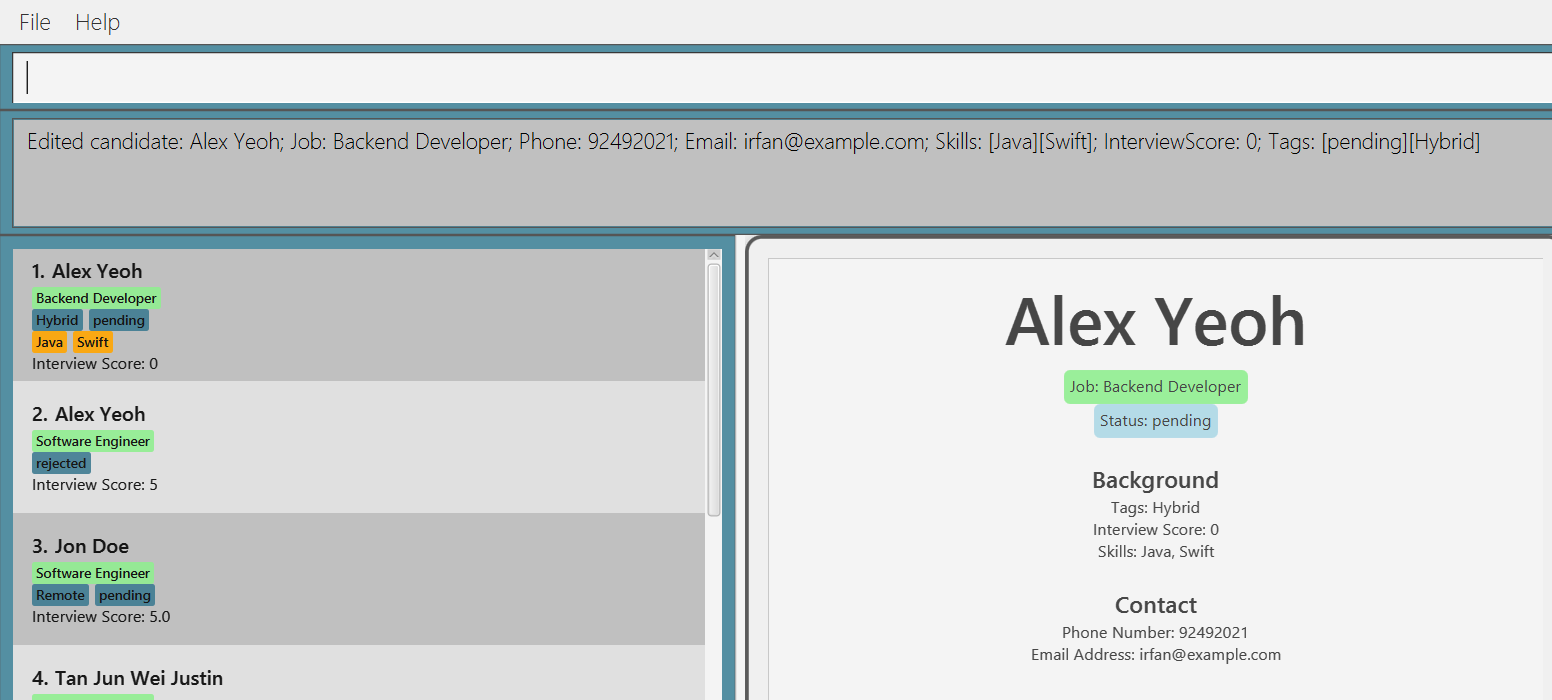 File Help
Edited candidate: Alex Yeoh; Job: Backend Developer; Phone: 92492021; Email: irfan@example.com; Skills: [Java][Swift]; InterviewScore: 0; Tags: [pending][Hybrid]
1. Alex Yeoh
Backend Developer
Hybrid pending
Java Swift
Interview Score: 0
2. Alex Yeoh
Software Engineer
rejected
Interview Score: 5
3. Jon Doe
Software Engineer
Remote pending
Interview Score: 5.0
4. Tan Jun Wei Justin
Alex Yeoh
Job: Backend Developer
Status: pending
Background
Tags: Hybrid
Interview Score: 0
Skills: Java, Swift
Contact
Phone Number: 92492021
Email Address: irfan@example.com